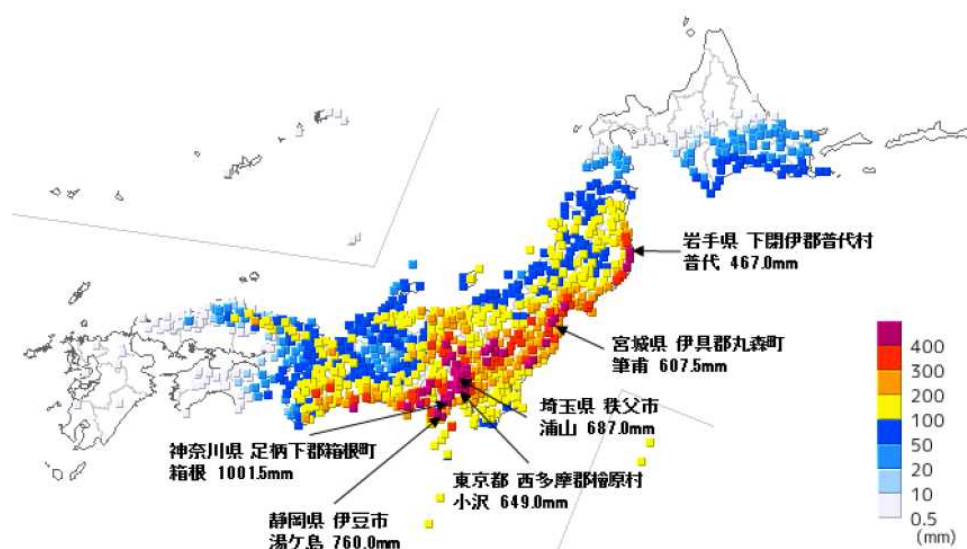 岩手県 下閉伊郡普代村
普代 467.0mm
宮城県 伊具郡丸森町
筆甫 607.5mm
埼玉県 秩父市
浦山 687.0mm
神奈川県 足柄下郡箱根町
箱根 1001.5mm
東京都 西多摩郡檜原村
小沢 649.0mm
静岡県 伊豆市
湯ケ島 760.0mm
400
300
200
100
50
20
10
0.5
(mm)